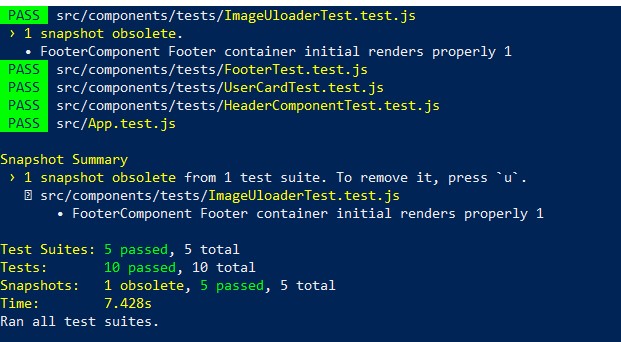 PASS src/components/tests/ImageUloaderTest.test.js
› 1 snapshot obsolete.
• FooterComponent Footer container initial renders properly 1
PASS src/components/tests/FooterTest.test.js
PASS src/components/tests/UserCardTest.test.js
PASS src/components/tests/HeaderComponentTest.test.js
PASS src/App.test.js
Snapshot Summary
› 1 snapshot obsolete from 1 test suite. To remove it, press `u`.
src/components/tests/ImageUloaderTest.test.js
• FooterComponent Footer container initial renders properly 1
Test Suites: 5 passed, 5 total
Tests: 10 passed, 10 total
Snapshots: 1 obsolete, 5 passed, 5 total
Time: 7.428s
Ran all test suites.